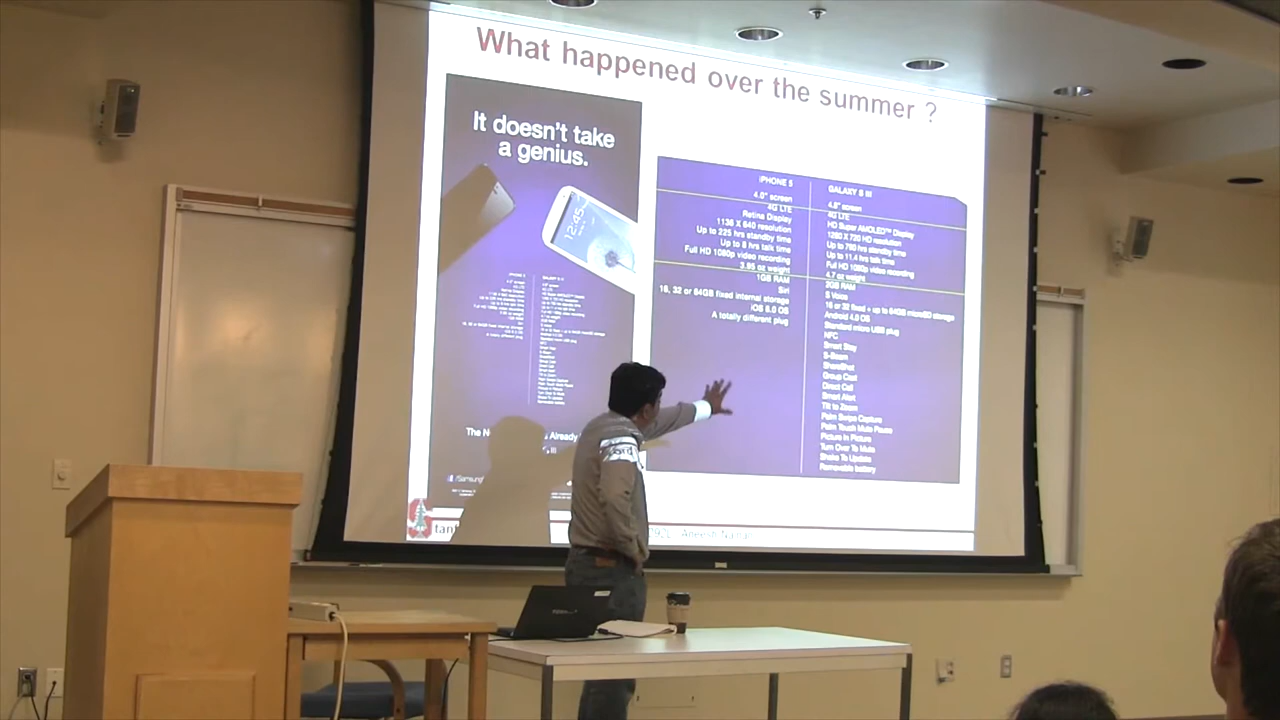 What happened over the summer ?
It doesn't take
a genius.
12:45
iPHONE 5
4.0" screen
4G LTE
Retina Display
1136 X 640 resolution
Up to 225 hrs standby time
Up to 8 hrs talk time
Full HD 1080p video recording
3.95 oz weight
1GB RAM
Siri
16, 32 or 64GB fixed internal storage
iOS 6.0 OS
A totally different plug
GALAXY S III
4.8" screen
4G LTE
HD Super AMOLED™ Display
1280 X 720 HD resolution
Up to 790 hrs standby time
Up to 11.4 hrs talk time
Full HD 1080p video recording
4.7 oz weight
2GB RAM
S Voice
16 or 32 fixed + up to 64GB microSD storage
Android 4.0 OS
Standard micro USB plug
NFC
Smart Stay
S-Beam
ShareShot
Group Cast
Direct Call
Smart Alert
Tilt to Zoom
Palm Swipe Capture
Palm Touch Mute Pause
Picture in Picture
Turn Over To Mute
Shake To Update
Removable battery
The N
Already